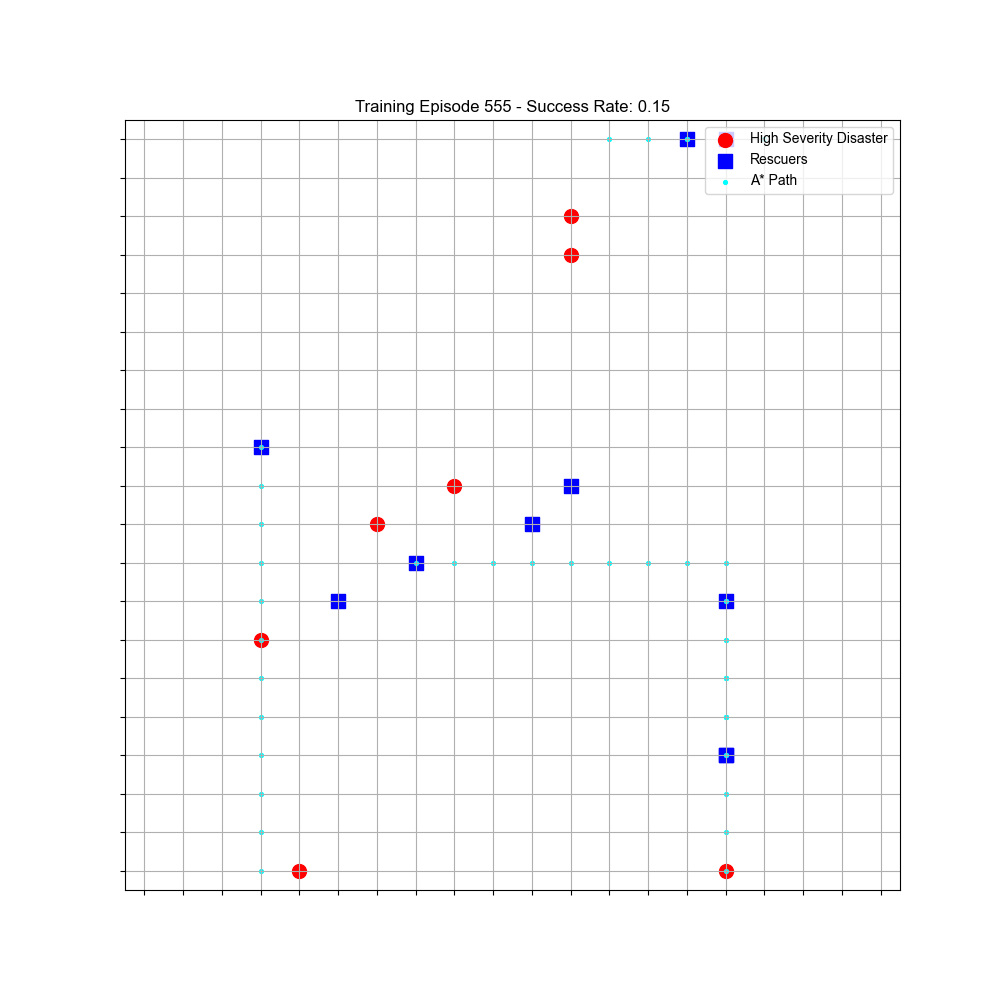 Training Episode 555 - Success Rate: 0.15
High Severity Disaster
Rescuers
A* Path